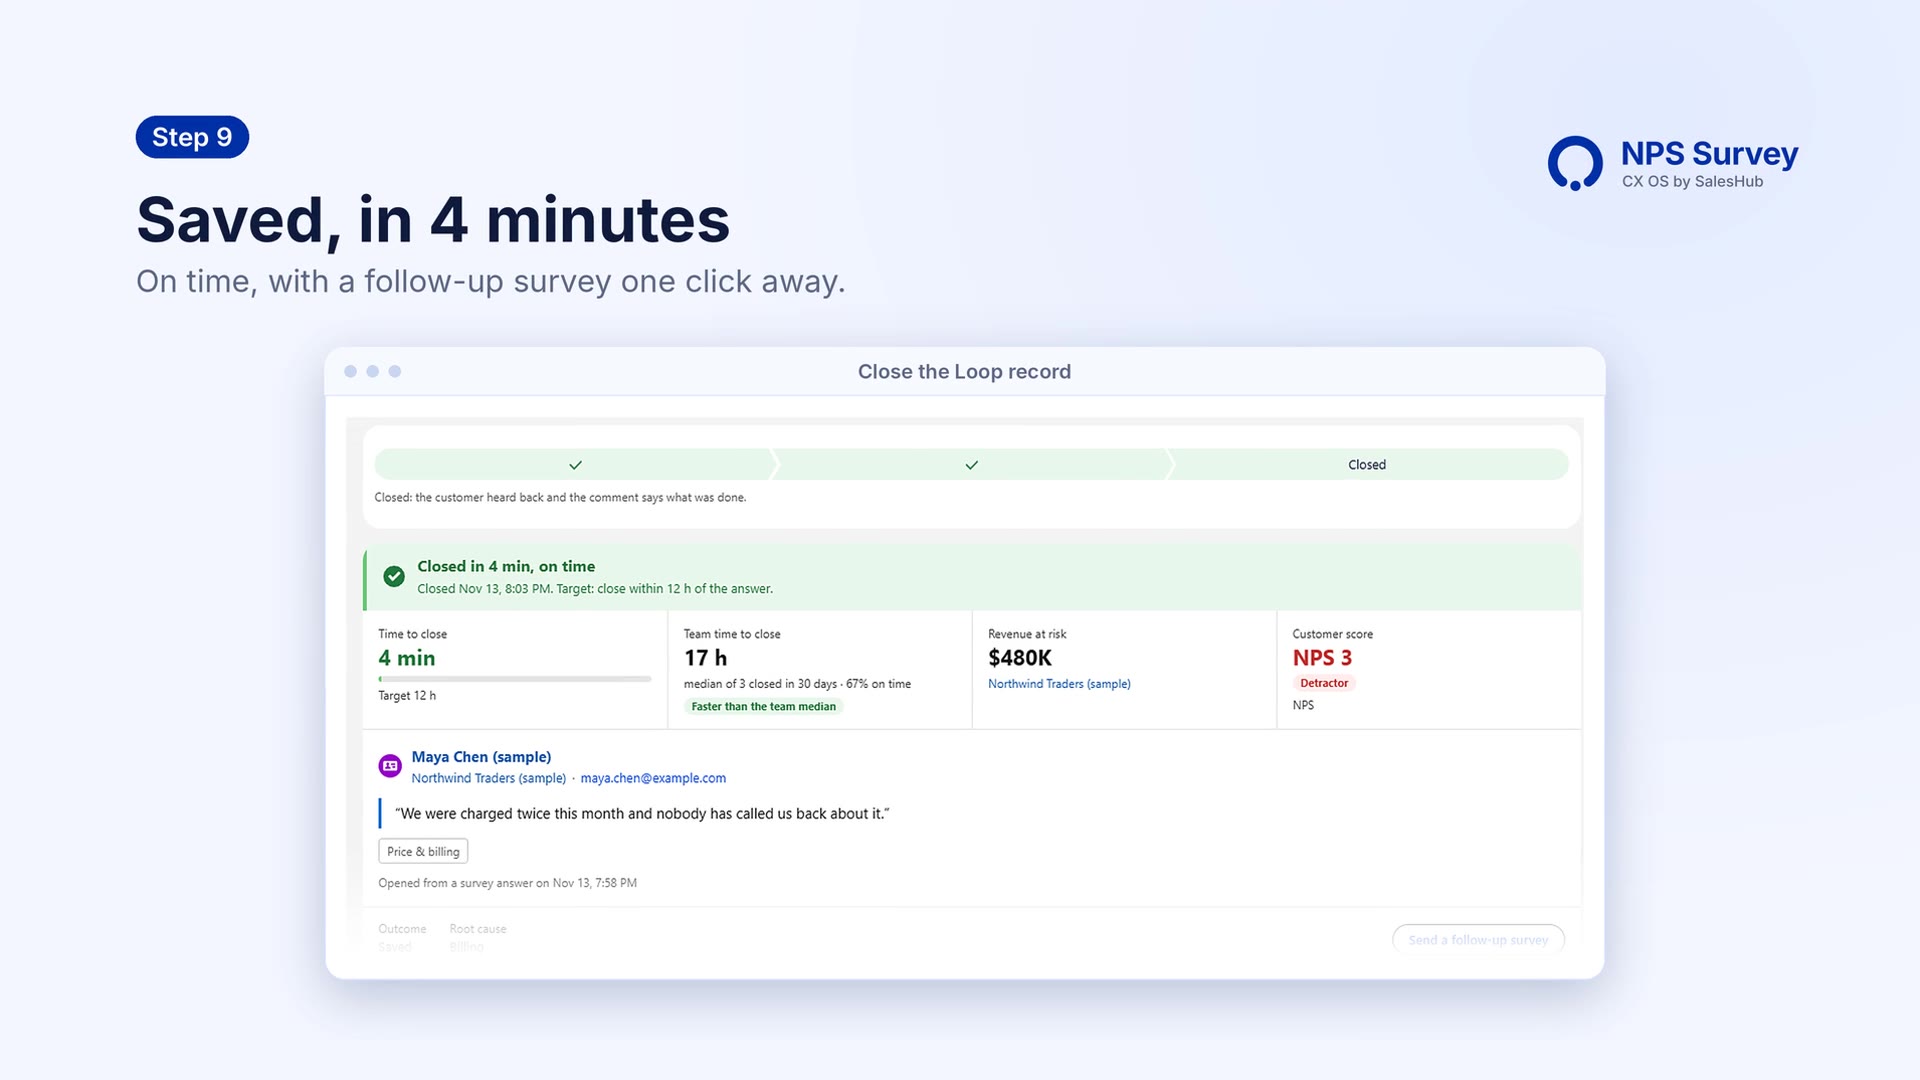 Step 9
Saved, in 4 minutes
On time, with a follow-up survey one click away.
NPS Survey
CX OS by SalesHub
Close the Loop record
Closed
Closed: the customer heard back and the comment says what was done.
Closed in 4 min, on time
Closed Nov 13, 8:03 PM. Target: close within 12 h of the answer.
Time to close
4 min
Target 12 h
Team time to close
17 h
median of 3 closed in 30 days · 67% on time
Faster than the team median
Revenue at risk
$480K
Northwind Traders (sample)
Customer score
NPS 3
Detractor
NPS
Maya Chen (sample)
Northwind Traders (sample) · maya.chen@example.com
“We were charged twice this month and nobody has called us back about it.”
Price & billing
Opened from a survey answer on Nov 13, 7:58 PM
Outcome
Saved
Root cause
Billing
Send a follow-up survey